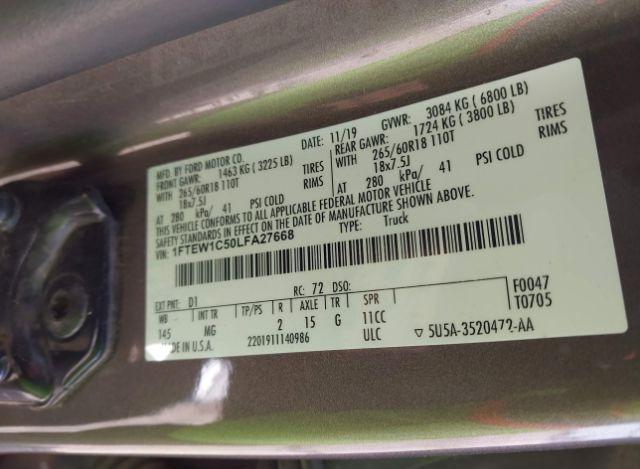 MFD. BY FORD MOTOR CO.
DATE: 11/19 GVWR: 3084 KG ( 6800 LB)
FRONT GAWR: 1463 KG ( 3225 LB)
REAR GAWR: 1724 KG ( 3800 LB)
WITH 265/60R18 110T TIRES
WITH 265/60R18 110T TIRES
18x7.5J RIMS
18x7.5J RIMS
AT 280 kPa/ 41 PSI COLD
AT 280 kPa/ 41 PSI COLD
THIS VEHICLE CONFORMS TO ALL APPLICABLE FEDERAL MOTOR VEHICLE
SAFETY STANDARDS IN EFFECT ON THE DATE OF MANUFACTURE SHOWN ABOVE.
VIN: 1FTEW1C50LFA27668 TYPE: Truck
EXT PNT: D1 RC: 72 DSO: F0047
WB INT TR TP/PS R AXLE TR SPR T0705
145 MG 2 15 G 11CC
MADE IN U.S.A. 2201911140986 ULC ▽ 5U5A-3520472-AA